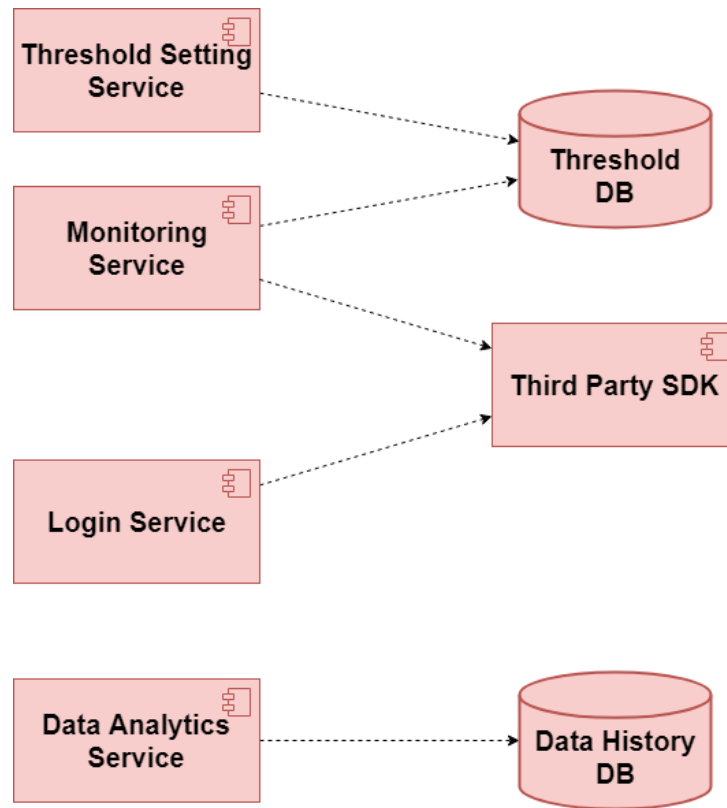 Threshold Setting
Service
Threshold
DB
Monitoring
Service
Third Party SDK
Login Service
Data Analytics
Service
Data History
DB